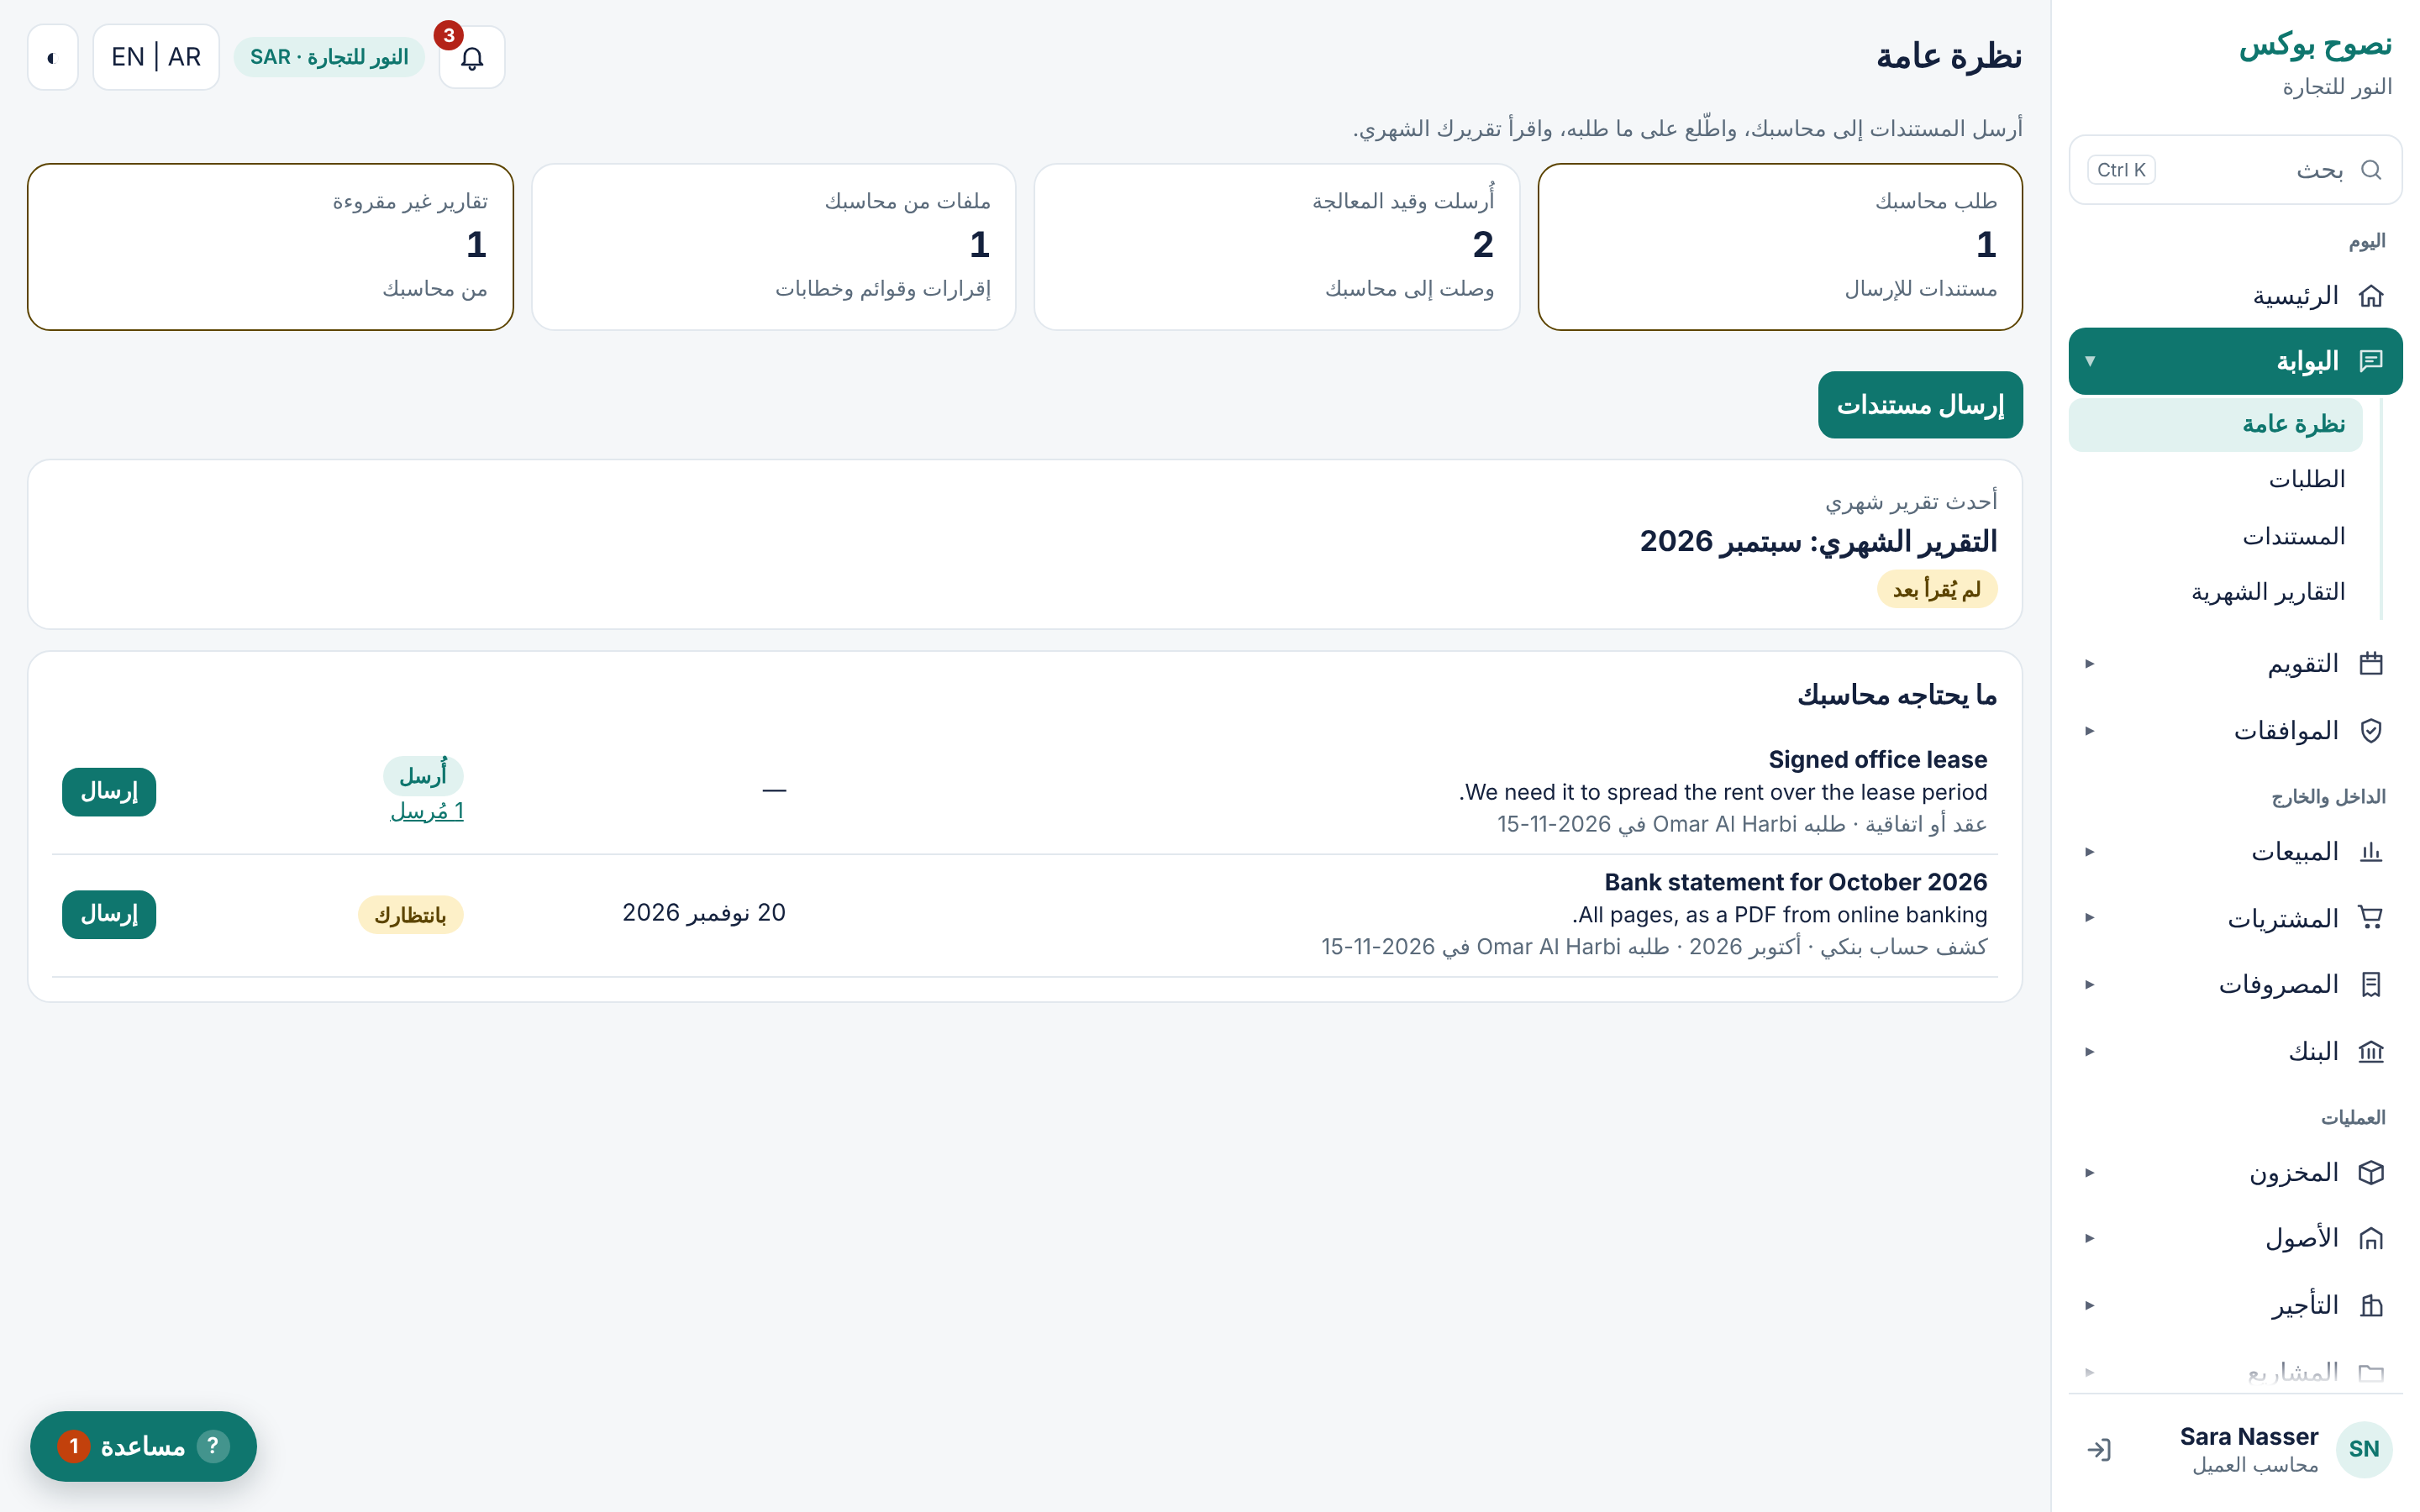 نصوح بوكس
النور للتجارة
بحث
Ctrl K
اليوم
الرئيسية
البوابة
نظرة عامة
الطلبات
المستندات
التقارير الشهرية
التقويم
الموافقات
الداخل والخارج
المبيعات
المشتريات
المصروفات
البنك
العمليات
المخزون
الأصول
التأجير
المشاريع
SN
Sara Nasser
محاسب العميل
نظرة عامة
3
النور للتجارة · SAR
EN | AR
أرسل المستندات إلى محاسبك، واطّلع على ما طلبه، واقرأ تقريرك الشهري.
طلب محاسبك
1
مستندات للإرسال
أُرسلت وقيد المعالجة
2
وصلت إلى محاسبك
ملفات من محاسبك
1
إقرارات وقوائم وخطابات
تقارير غير مقروءة
1
من محاسبك
إرسال مستندات
أحدث تقرير شهري
التقرير الشهري: سبتمبر 2026
لم يُقرأ بعد
ما يحتاجه محاسبك
Signed office lease
We need it to spread the rent over the lease period.
عقد أو اتفاقية · طلبه Omar Al Harbi في 2026-11-15
—
أُرسل
1 مُرسل
إرسال
Bank statement for October 2026
All pages, as a PDF from online banking.
كشف حساب بنكي · أكتوبر 2026 · طلبه Omar Al Harbi في 2026-11-15
20 نوفمبر 2026
بانتظارك
إرسال
? مساعدة 1